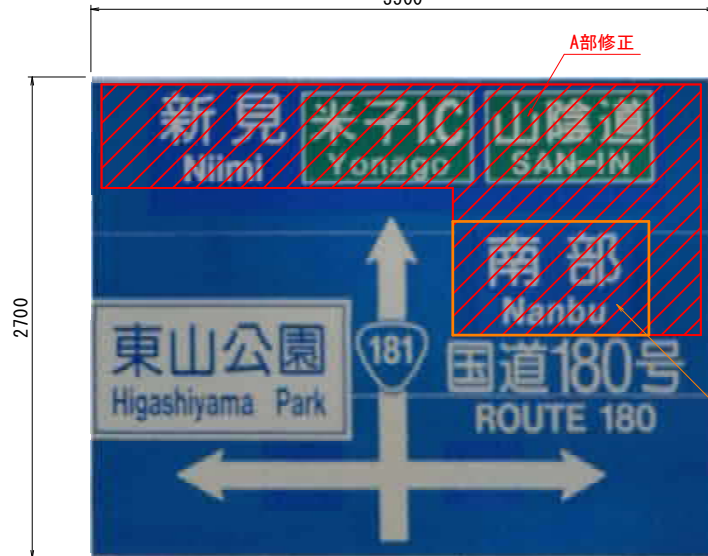 A部修正
新見 米子I.C 山陰道
Niimi Yonago SAN-IN
南部
Nanbu
2700
東山公園
Higashiyama Park
181
国道180号
ROUTE 180